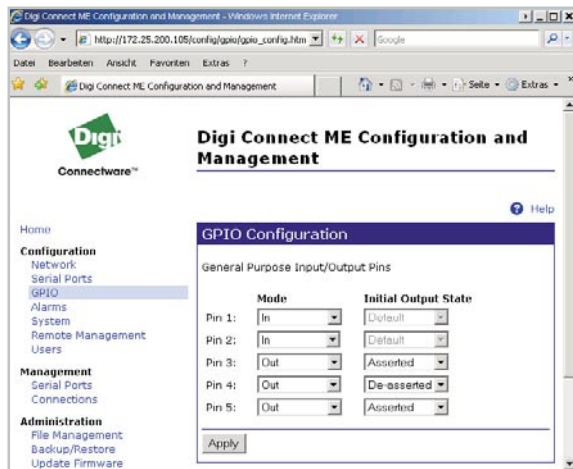 Digi Connect ME Configuration and Management - Windows Internet Explorer
http://172.25.200.105/config/gpio/gpio_config.htm
Google
Datei Bearbeiten Ansicht Favoriten Extras ?
Digi Connect ME Configuration and Management
Seite
Extras
Digi
Connectware™
Digi Connect ME Configuration and
Management
Help
Home
Configuration
Network
Serial Ports
GPIO
Alarms
System
Remote Management
Users
Management
Serial Ports
Connections
Administration
File Management
Backup/Restore
Update Firmware
GPIO Configuration
General Purpose Input/Output Pins
Mode Initial Output State
Pin 1: In Default
Pin 2: In Default
Pin 3: Out Asserted
Pin 4: Out De-asserted
Pin 5: Out Asserted
Apply